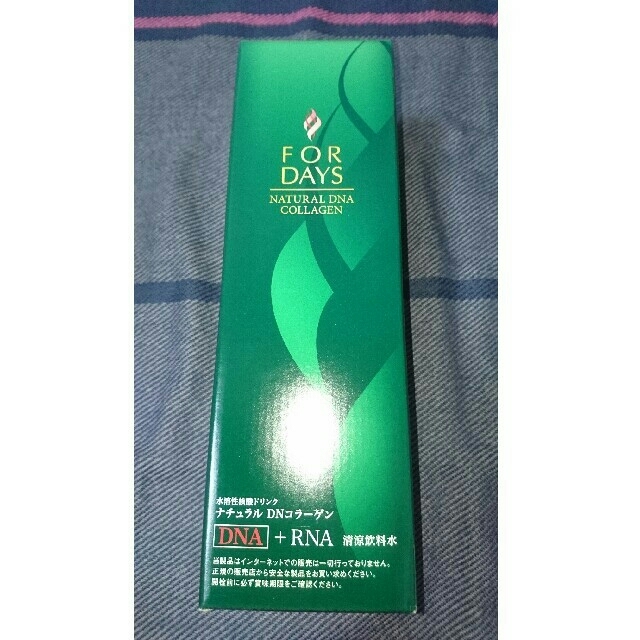 FOR
DAYS
NATURAL DNA
COLLAGEN
水溶性核酸ドリンク
ナチュラル DNコラーゲン
DNA + RNA 清涼飲料水
当製品はインターネットでの販売は一切行っておりません。
正規の販売店から安全な製品をお買い求めください。
開栓前に必ず賞味期限をご確認ください。